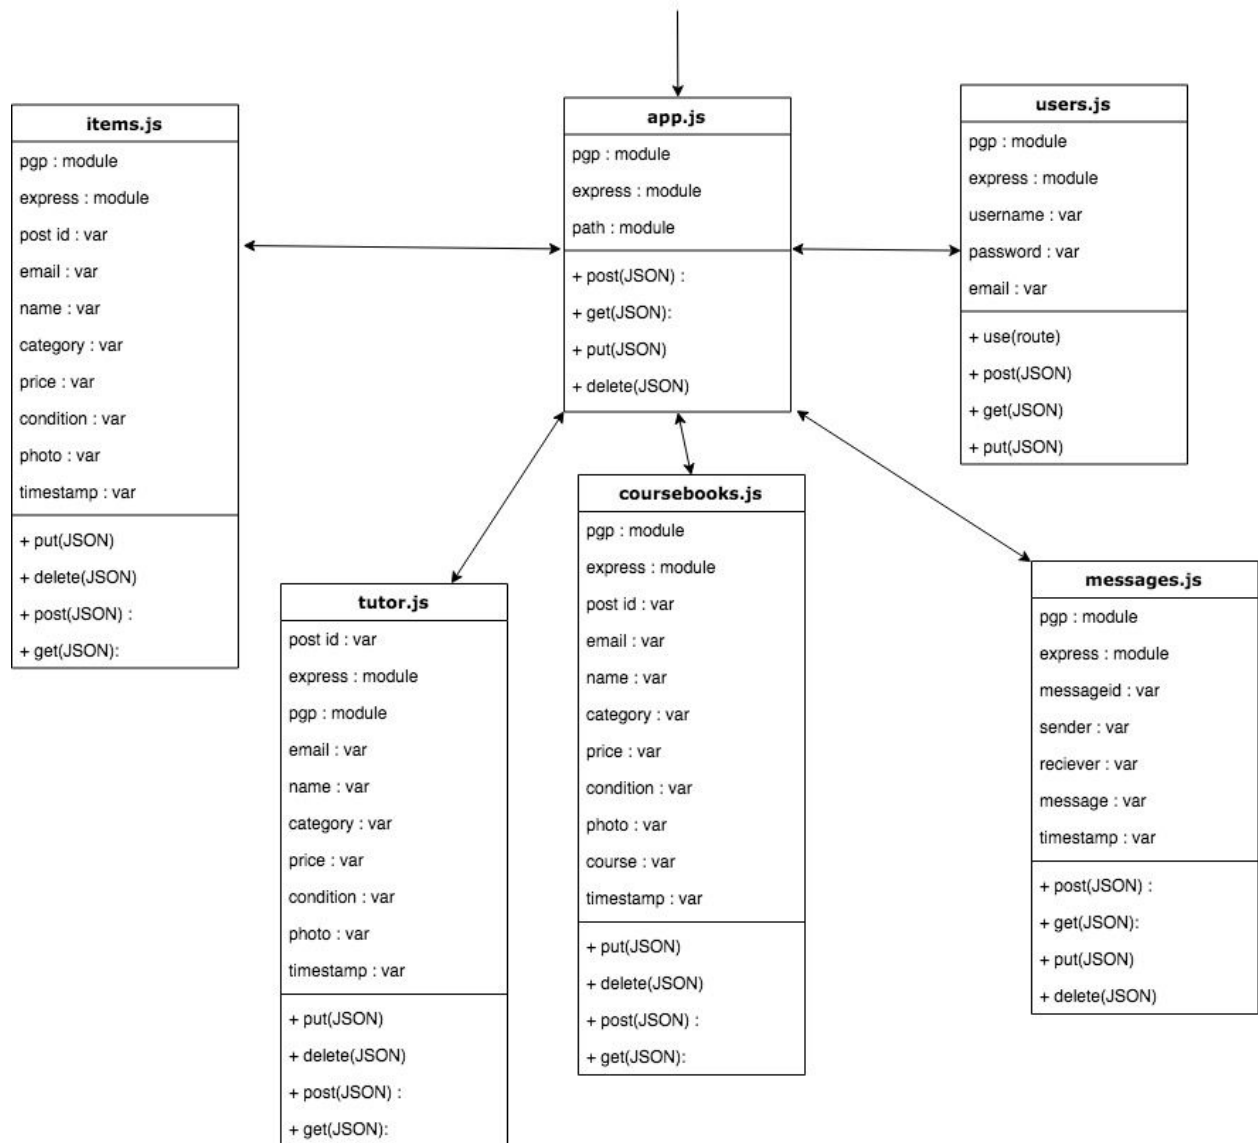 items.js
pgp : module
express : module
post id : var
email : var
name : var
category : var
price : var
condition : var
photo : var
timestamp : var
+ put(JSON)
+ delete(JSON)
+ post(JSON) :
+ get(JSON):
app.js
pgp : module
express : module
path : module
+ post(JSON) :
+ get(JSON):
+ put(JSON)
+ delete(JSON)
users.js
pgp : module
express : module
username : var
password : var
email : var
+ use(route)
+ post(JSON)
+ get(JSON)
+ put(JSON)
tutor.js
post id : var
express : module
pgp : module
email : var
name : var
category : var
price : var
condition : var
photo : var
timestamp : var
+ put(JSON)
+ delete(JSON)
+ post(JSON) :
+ get(JSON):
coursebooks.js
pgp : module
express : module
post id : var
email : var
name : var
category : var
price : var
condition : var
photo : var
course : var
timestamp : var
+ put(JSON)
+ delete(JSON)
+ post(JSON) :
+ get(JSON):
messages.js
pgp : module
express : module
messageid : var
sender : var
reciever : var
message : var
timestamp : var
+ post(JSON) :
+ get(JSON):
+ put(JSON)
+ delete(JSON)